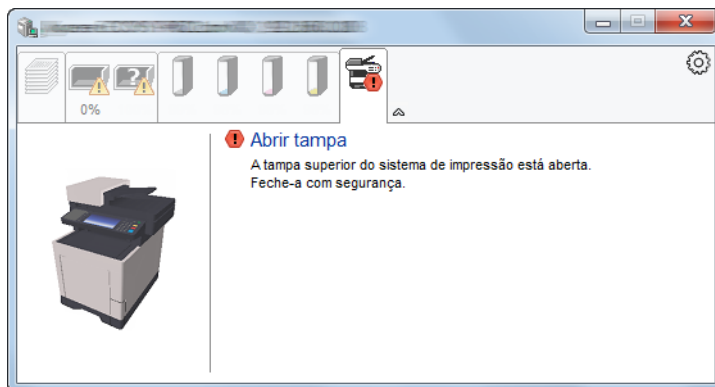 0%
Abrir tampa
A tampa superior do sistema de impressão está aberta.
Feche-a com segurança.